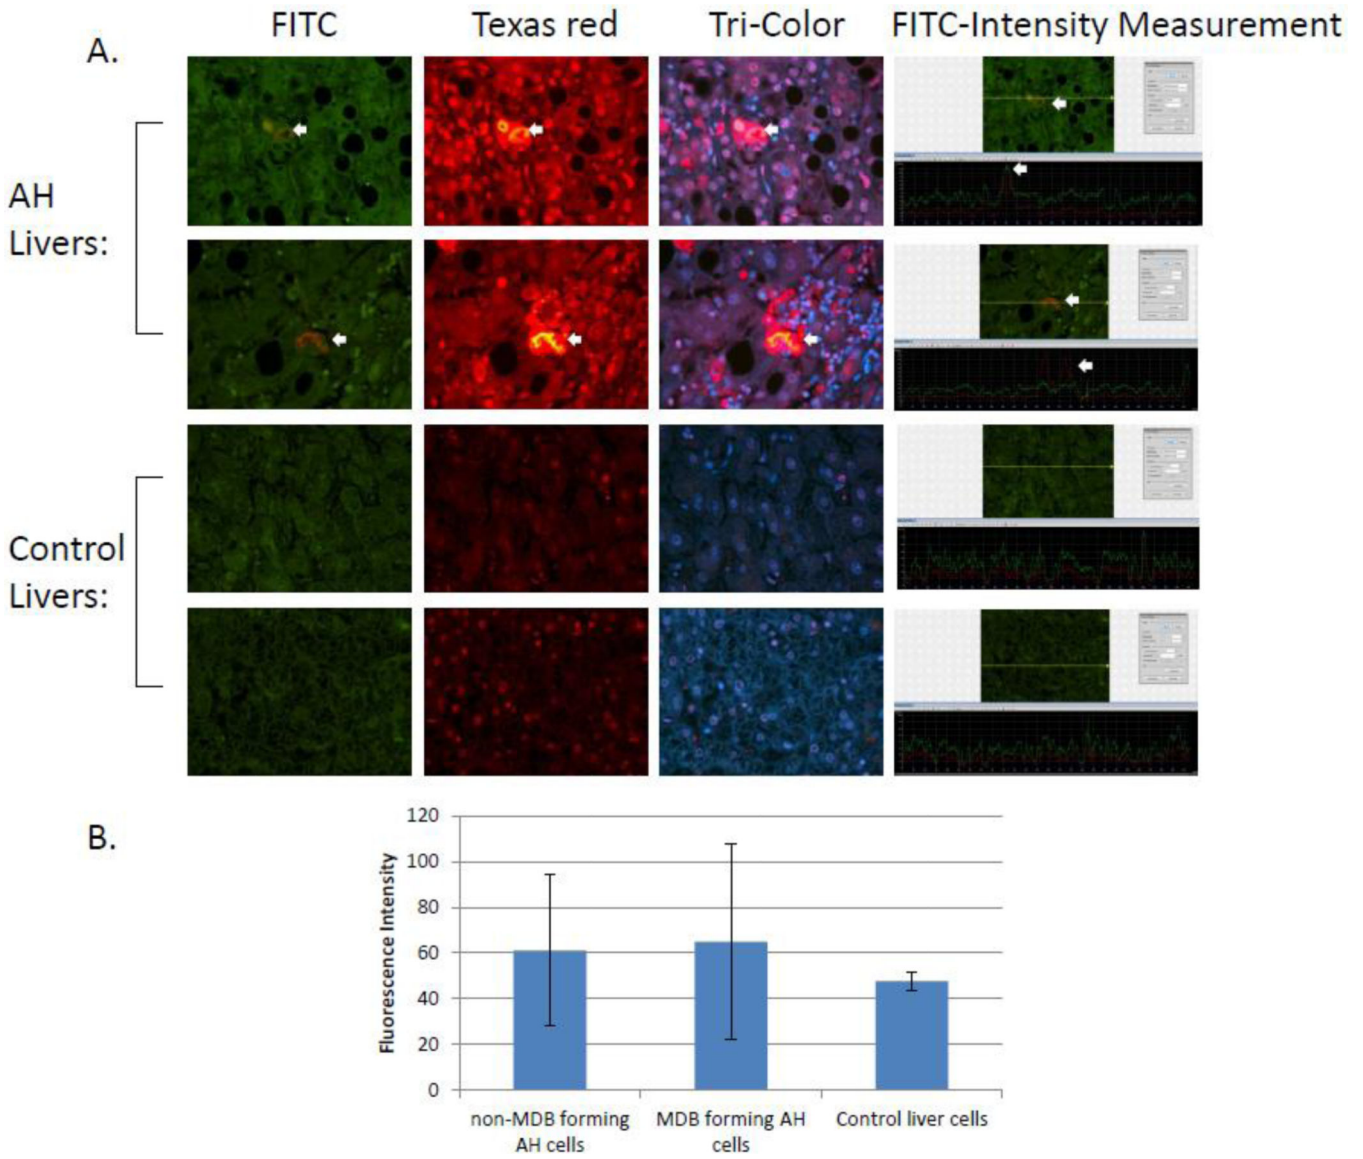 FITC Texas red Tri-Color FITC-Intensity Measurement
A.
AH
Livers:
Control
Livers:
B.
Fluorescence Intensity
120
100
80
60
40
20
0
non-MDB forming
AH cells
MDB forming AH
cells
Control liver cells